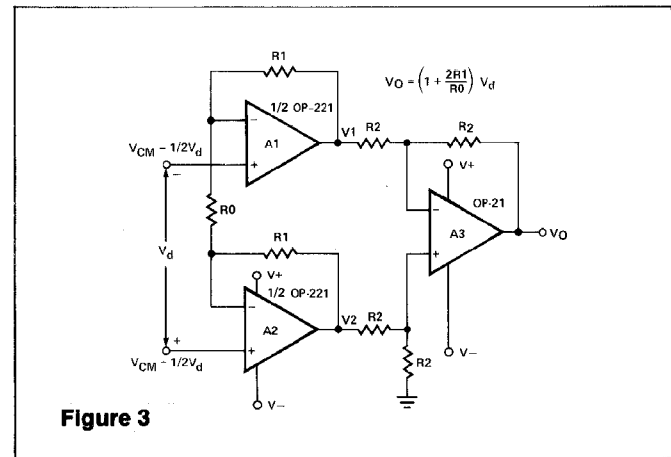 R1
V_O = (1 + 2R1/R0) V_d
1/2 OP-221
−
A1
+
V1
R2
R2
V_CM − 1/2V_d
−
V+
OP-21
−
A3
+
V_O
R0
V_d
R1
V+
1/2 OP-221
−
A2
+
V2
R2
R2
V−
+
V_CM − 1/2V_d
V−
Figure 3